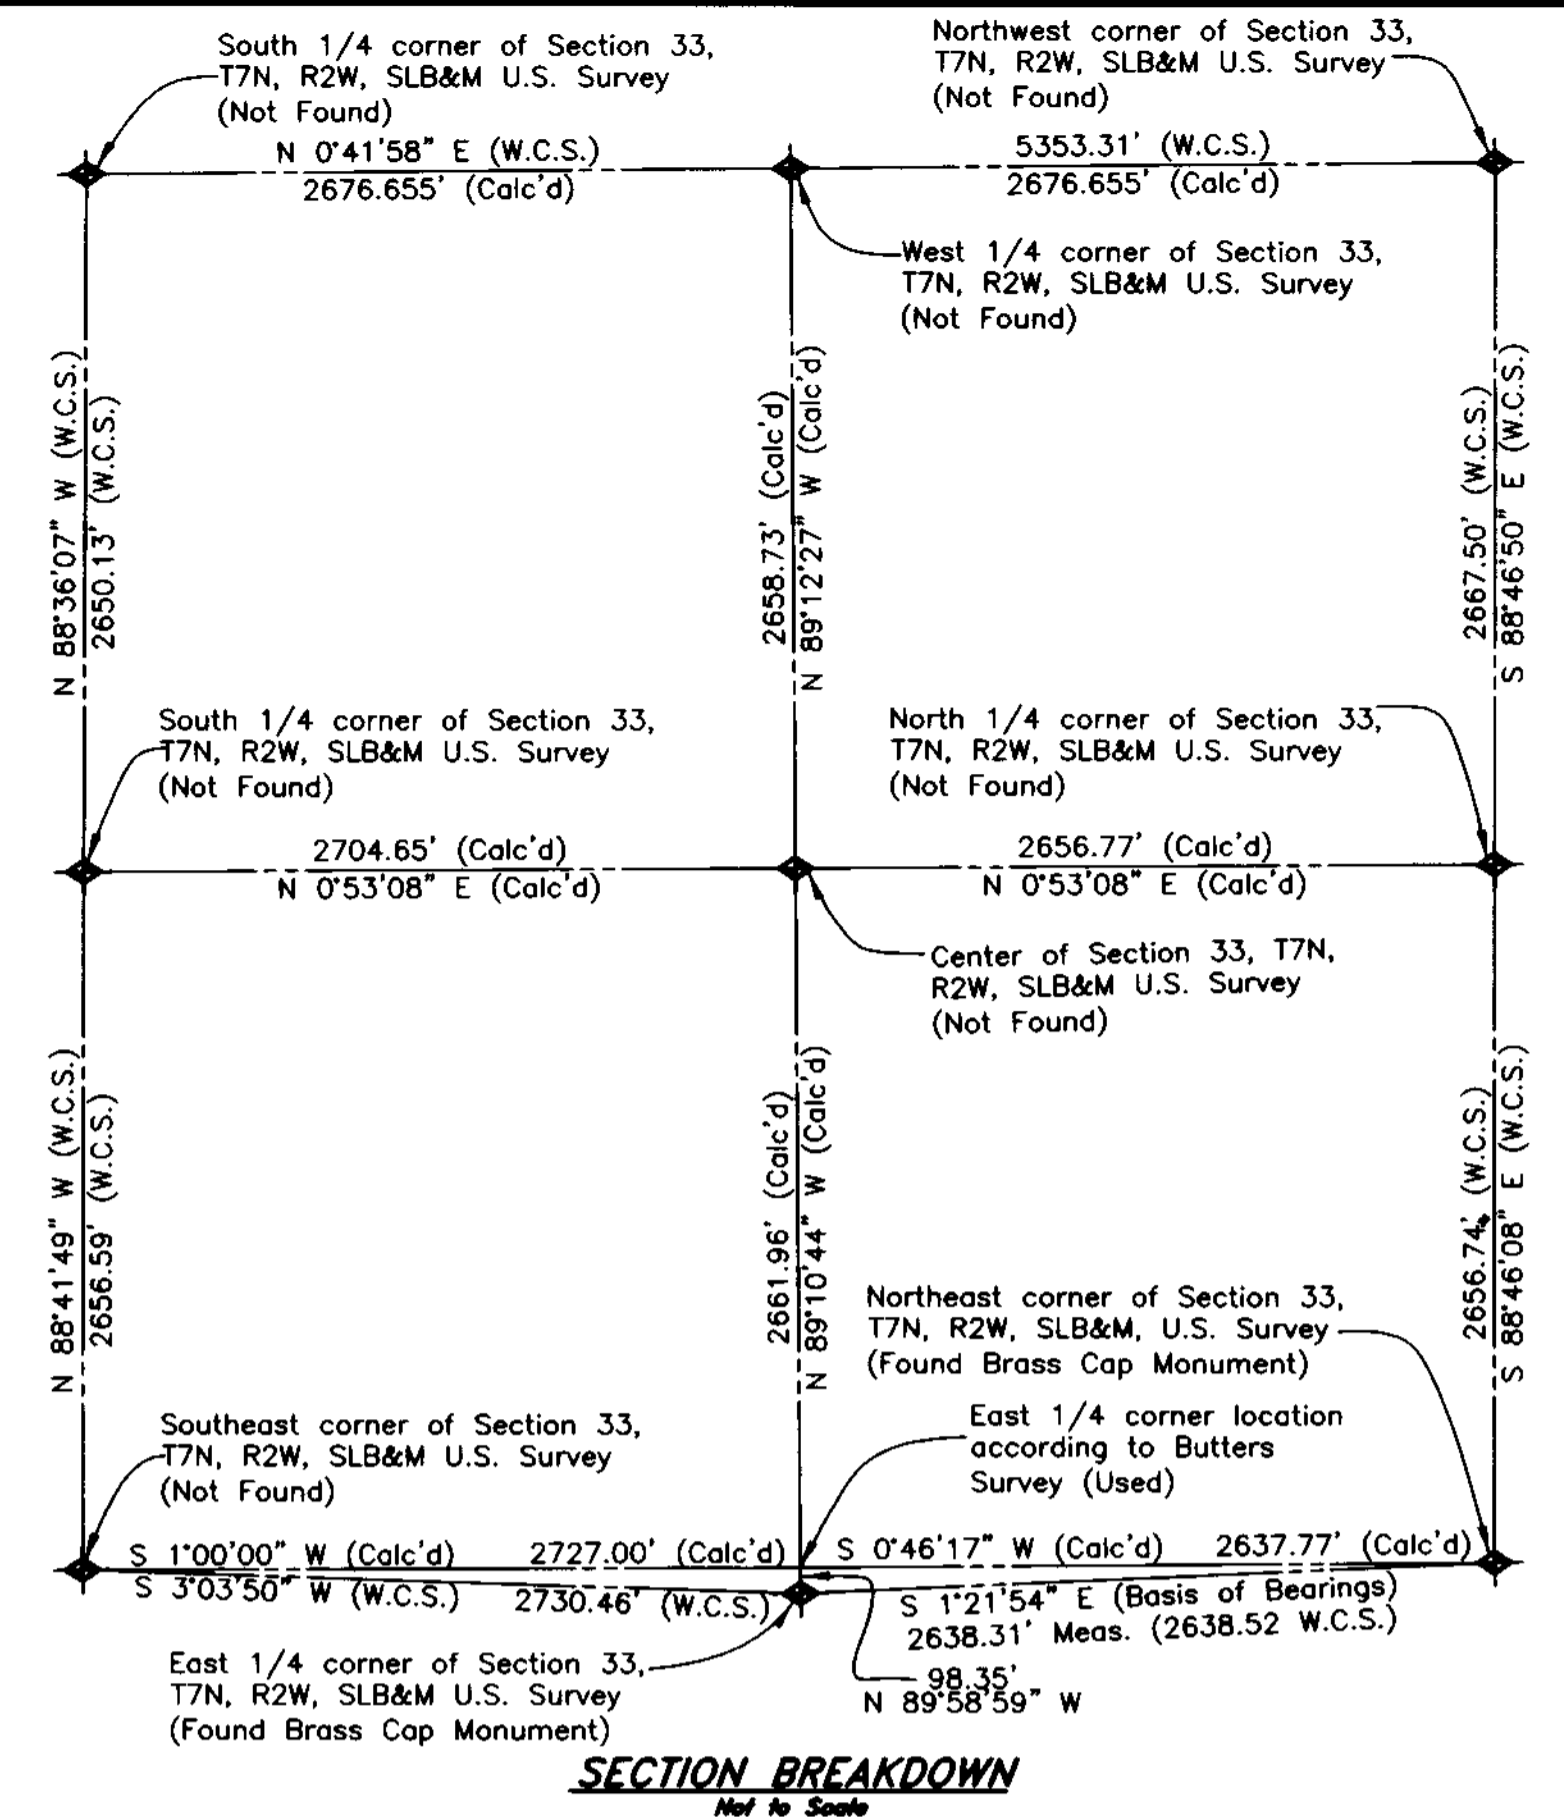 South 1/4 corner of Section 33,
T7N, R2W, SLB&M U.S. Survey
(Not Found)
Northwest corner of Section 33,
T7N, R2W, SLB&M U.S. Survey
(Not Found)
N 0°41'58" E (W.C.S.)
2676.655' (Calc'd)
5353.31' (W.C.S.)
2676.655' (Calc'd)
West 1/4 corner of Section 33,
T7N, R2W, SLB&M U.S. Survey
(Not Found)
N 88°36'07" W (W.C.S.)
2650.13' (W.C.S.)
2658.73' (Calc'd)
N 89°12'27" W (Calc'd)
2667.50' (W.C.S.)
S 88°46'50" E (W.C.S.)
South 1/4 corner of Section 33,
T7N, R2W, SLB&M U.S. Survey
(Not Found)
North 1/4 corner of Section 33,
T7N, R2W, SLB&M U.S. Survey
(Not Found)
2704.65' (Calc'd)
N 0°53'08" E (Calc'd)
2656.77' (Calc'd)
N 0°53'08" E (Calc'd)
Center of Section 33, T7N,
R2W, SLB&M U.S. Survey
(Not Found)
N 88°41'49" W (W.C.S.)
2656.59' (W.C.S.)
2661.96' (Calc'd)
N 89°10'44" W (Calc'd)
2656.74' (W.C.S.)
S 88°46'08" E (W.C.S.)
Northeast corner of Section 33,
T7N, R2W, SLB&M, U.S. Survey
(Found Brass Cap Monument)
Southeast corner of Section 33,
T7N, R2W, SLB&M U.S. Survey
(Not Found)
East 1/4 corner location
according to Butters
Survey (Used)
S 1°00'00" W (Calc'd) 2727.00' (Calc'd)
S 0°46'17" W (Calc'd) 2637.77' (Calc'd)
S 3°03'50" W (W.C.S.) 2730.46' (W.C.S.)
S 1°21'54" E (Basis of Bearings)
2638.31' Meas. (2638.52 W.C.S.)
98.35'
N 89°58'59" W
East 1/4 corner of Section 33,
T7N, R2W, SLB&M U.S. Survey
(Found Brass Cap Monument)
SECTION BREAKDOWN
Not to Scale